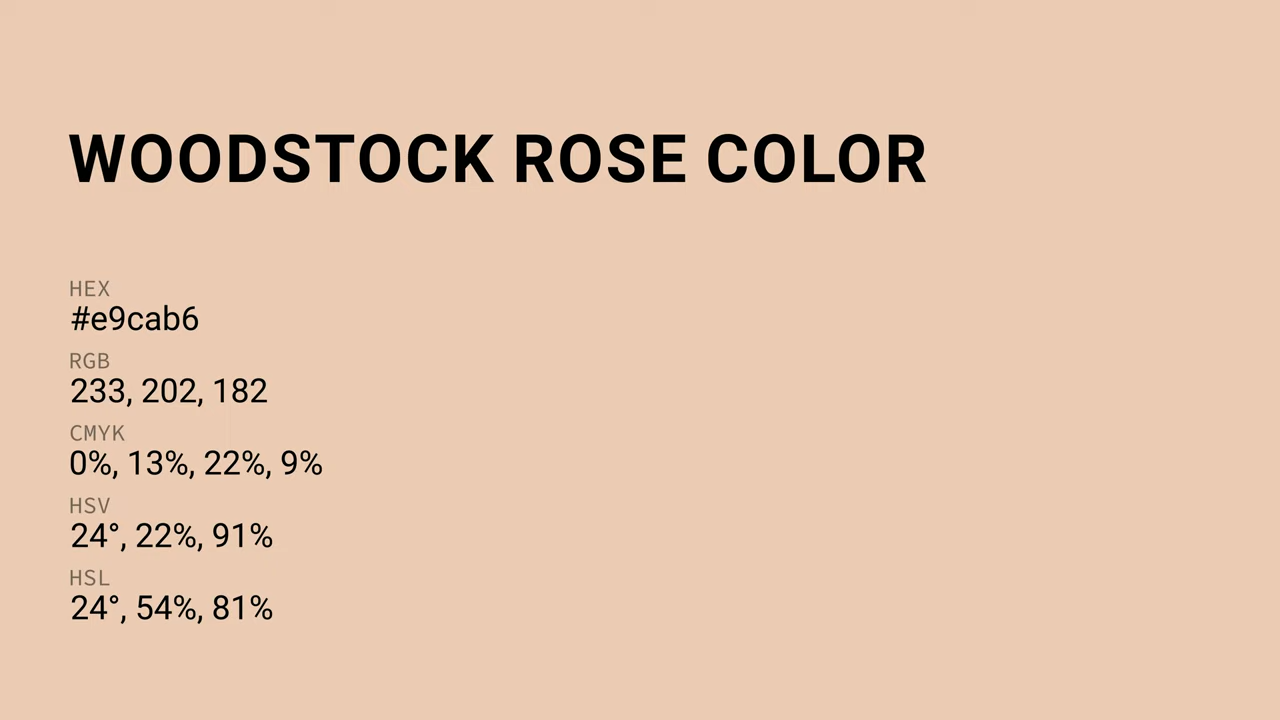 WOODSTOCK ROSE COLOR
HEX
#e9cab6
RGB
233, 202, 182
CMYK
0%, 13%, 22%, 9%
HSV
24°, 22%, 91%
HSL
24°, 54%, 81%